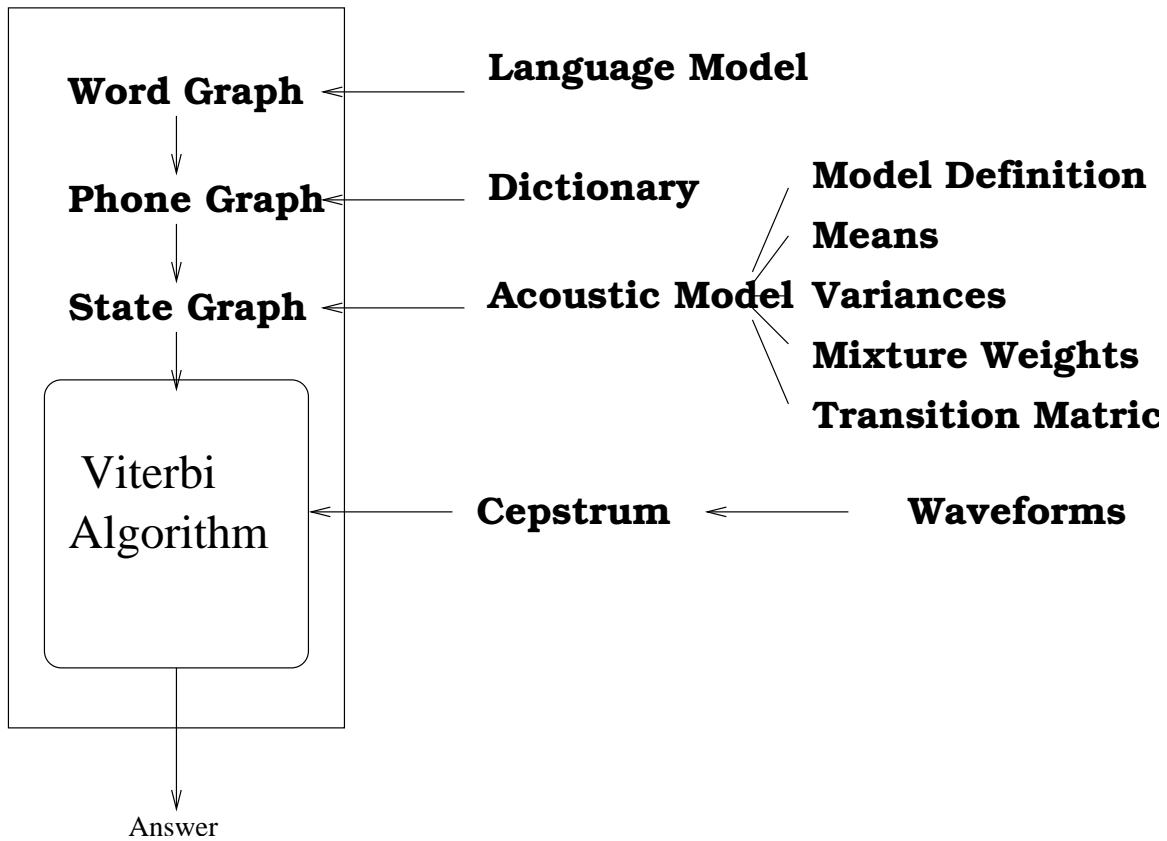 Language Model
Word Graph
Model Definition
Phone Graph
Dictionary
Means
State Graph
Acoustic Model
Variances
Mixture Weights
Transition Matric
Viterbi
Algorithm
Cepstrum
Waveforms
Answer